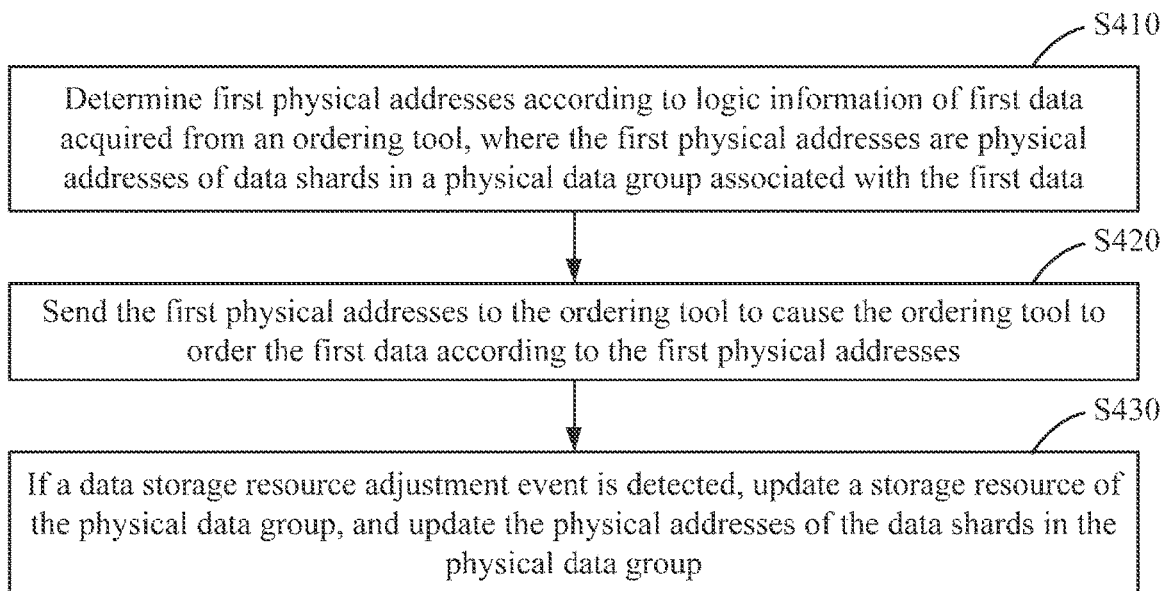 S410
Determine first physical addresses according to logic information of first data
acquired from an ordering tool, where the first physical addresses are physical
addresses of data shards in a physical data group associated with the first data
S420
Send the first physical addresses to the ordering tool to cause the ordering tool to
order the first data according to the first physical addresses
S430
If a data storage resource adjustment event is detected, update a storage resource of
the physical data group, and update the physical addresses of the data shards in the
physical data group